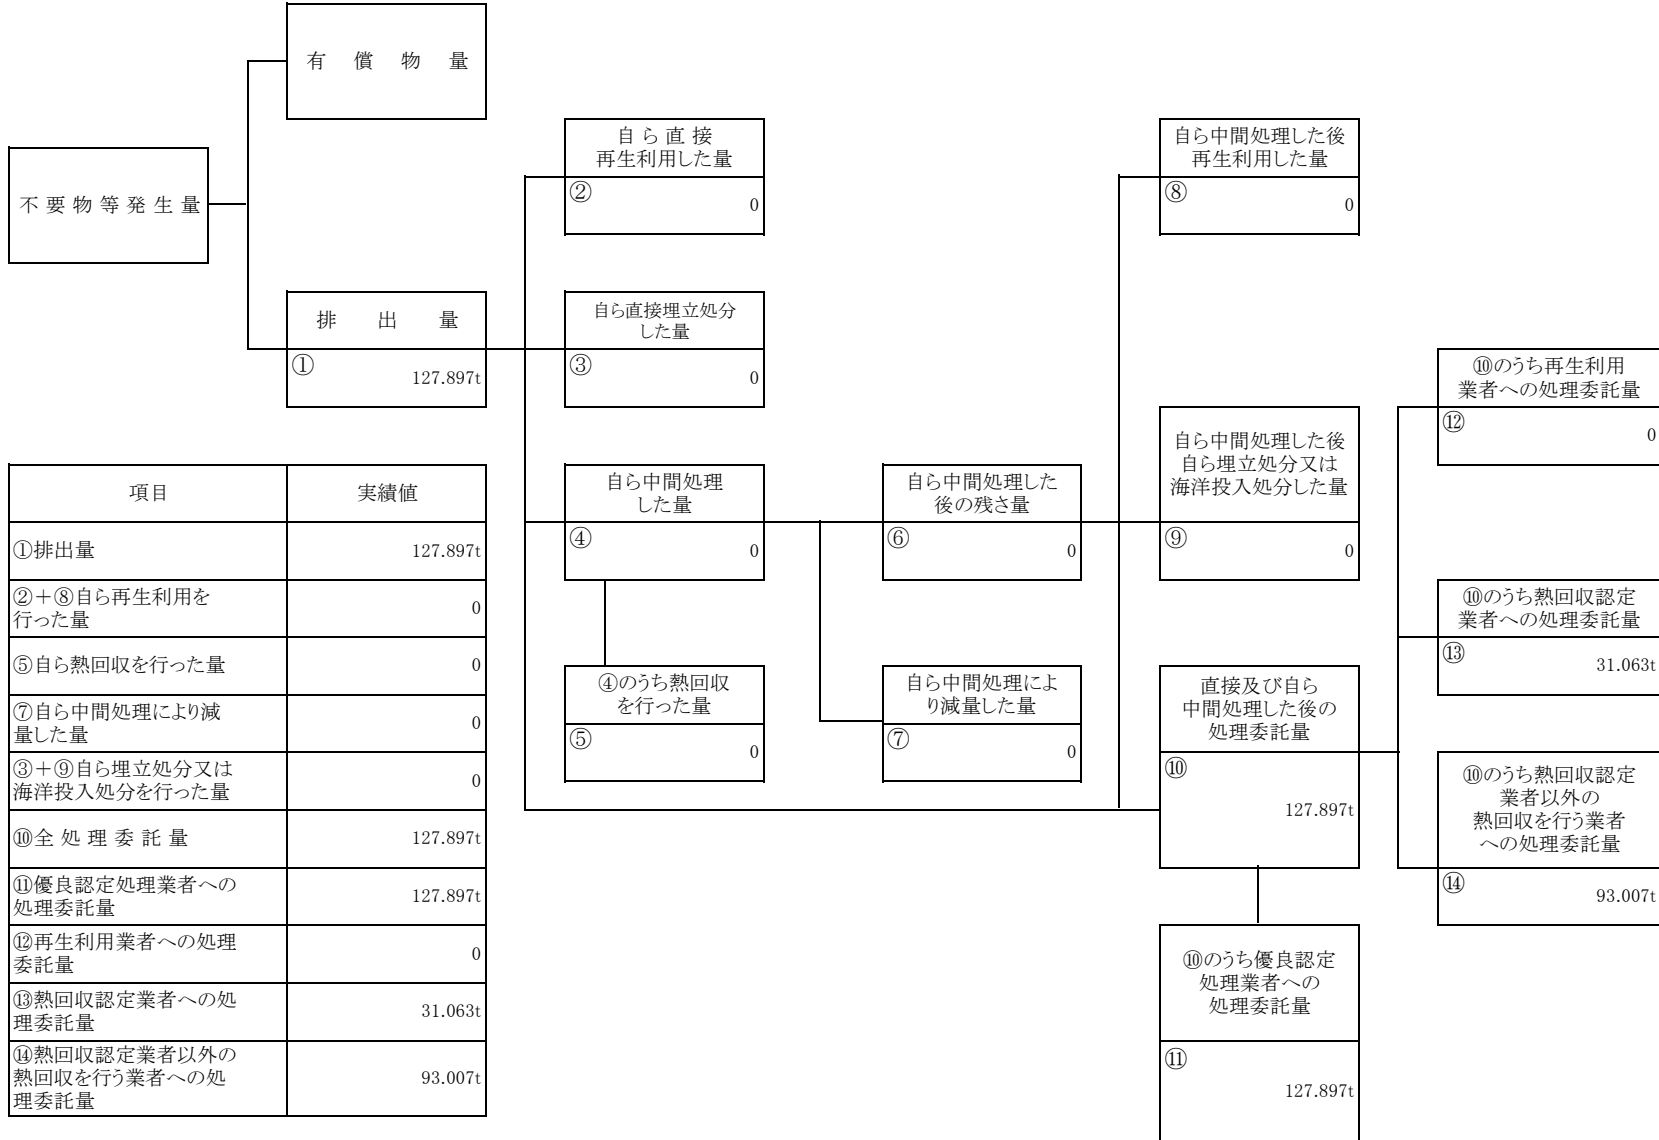 有　償　物　量
不 要 物 等 発 生 量
排　出　量
①
127.897t
自 ら 直 接
再生利用した量
②
0
自ら直接埋立処分
した量
③
0
自ら中間処理
した量
④
0
④のうち熱回収
を行った量
⑤
0
自ら中間処理した
後の残さ量
⑥
0
自ら中間処理によ
り減量した量
⑦
0
自ら中間処理した後
再生利用した量
⑧
0
自ら中間処理した後
自ら埋立処分又は
海洋投入処分した量
⑨
0
直接及び自ら
中間処理した後の
処理委託量
⑩
127.897t
⑩のうち優良認定
処理業者への
処理委託量
⑪
127.897t
⑩のうち再生利用
業者への処理委託量
⑫
0
⑩のうち熱回収認定
業者への処理委託量
⑬
31.063t
⑩のうち熱回収認定
業者以外の
熱回収を行う業者
への処理委託量
⑭
93.007t
項目　実績値
①排出量　127.897t
②＋⑧自ら再生利用を
行った量　0
⑤自ら熱回収を行った量　0
⑦自ら中間処理により減
量した量　0
③＋⑨自ら埋立処分又は
海洋投入処分を行った量　0
⑩全 処 理 委 託 量　127.897t
⑪優良認定処理業者への
処理委託量　127.897t
⑫再生利用業者への処理
委託量　0
⑬熱回収認定業者への処
理委託量　31.063t
⑭熱回収認定業者以外の
熱回収を行う業者への処
理委託量　93.007t